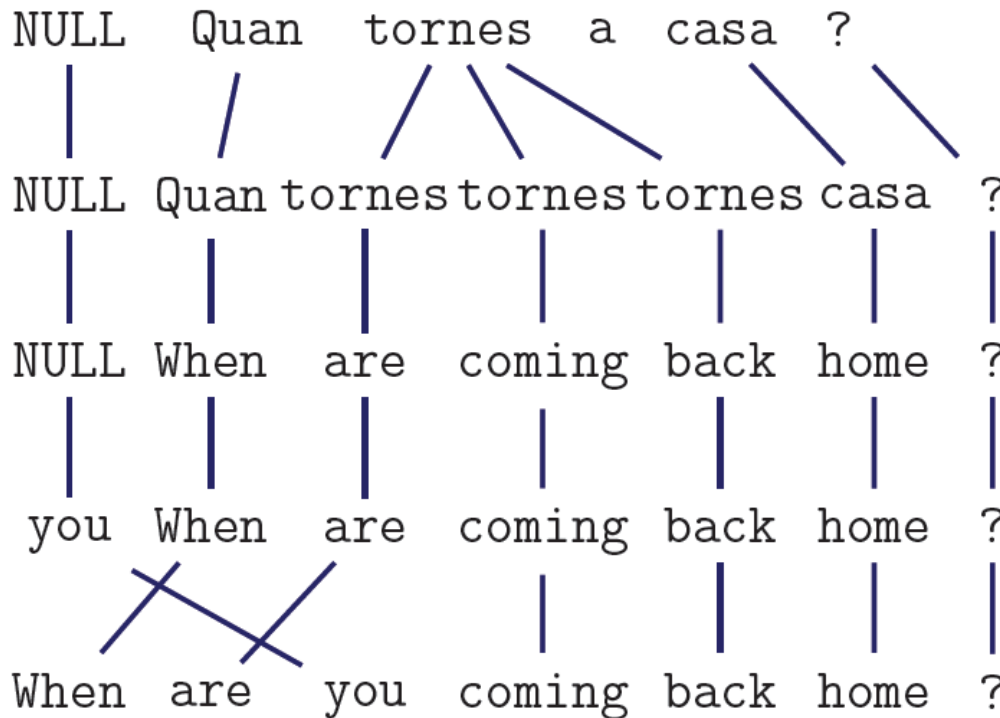 NULL Quan tornes a casa ?
NULL Quan tornes tornes tornes casa ?
NULL When are coming back home ?
you When are coming back home ?
When are you coming back home ?